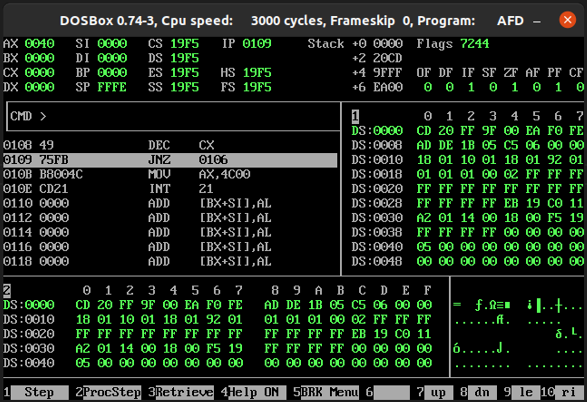 DOSBox 0.74-3, Cpu speed: 3000 cycles, Frameskip 0, Program: AFD
AX 0040 SI 0000 CS 19F5 IP 0109 Stack +0 0000 Flags 7244
BX 0000 DI 0000 DS 19F5 +2 20CD
CX 0000 BP 0000 ES 19F5 HS 19F5 +4 9FFF OF DF IF SF ZF AF PF CF
DX 0000 SP FFFE SS 19F5 FS 19F5 +6 EA00 0 0 1 0 1 0 1 0
CMD >
0108 49 DEC CX
0109 75FB JNZ 0106
010B B8004C MOV AX,4C00
010E CD21 INT 21
0110 0000 ADD [BX+SI],AL
0112 0000 ADD [BX+SI],AL
0114 0000 ADD [BX+SI],AL
0116 0000 ADD [BX+SI],AL
0118 0000 ADD [BX+SI],AL
1 0 1 2 3 4 5 6 7
DS:0000 CD 20 FF 9F 00 EA F0 FE
DS:0008 AD DE 1B 05 C5 06 00 00
DS:0010 18 01 10 01 18 01 92 01
DS:0018 01 01 01 00 02 FF FF FF
DS:0020 FF FF FF FF FF FF FF FF
DS:0028 FF FF FF FF EB 19 C0 11
DS:0030 A2 01 14 00 18 00 F5 19
DS:0038 FF FF FF FF 00 00 00 00
DS:0040 05 00 00 00 00 00 00 00
DS:0048 00 00 00 00 00 00 00 00
2 0 1 2 3 4 5 6 7 8 9 A B C D E F
DS:0000 CD 20 FF 9F 00 EA F0 FE AD DE 1B 05 C5 06 00 00
DS:0010 18 01 10 01 18 01 92 01 01 01 01 00 02 FF FF FF
DS:0020 FF FF FF FF FF FF FF FF FF FF FF FF EB 19 C0 11
DS:0030 A2 01 14 00 18 00 F5 19 FF FF FF FF 00 00 00 00
DS:0040 05 00 00 00 00 00 00 00 00 00 00 00 00 00 00 00
1 Step 2 ProcStep 3 Retrieve 4 Help ON 5 BRK Menu 6 7 up 8 dn 9 le 10 ri